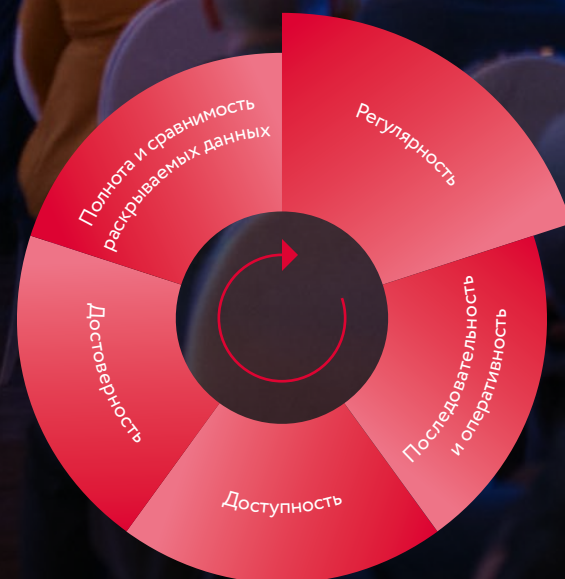 Регулярность
Последовательность
и оперативность
Доступность
Достоверность
Полнота и сравнимость
раскрываемых данных